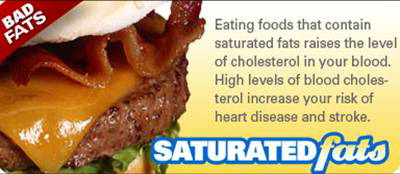 BAD
FATS
Eating foods that contain
saturated fats raises the level
of cholesterol in your blood.
High levels of blood choles-
terol increase your risk of
heart disease and stroke.
SATURATED fats